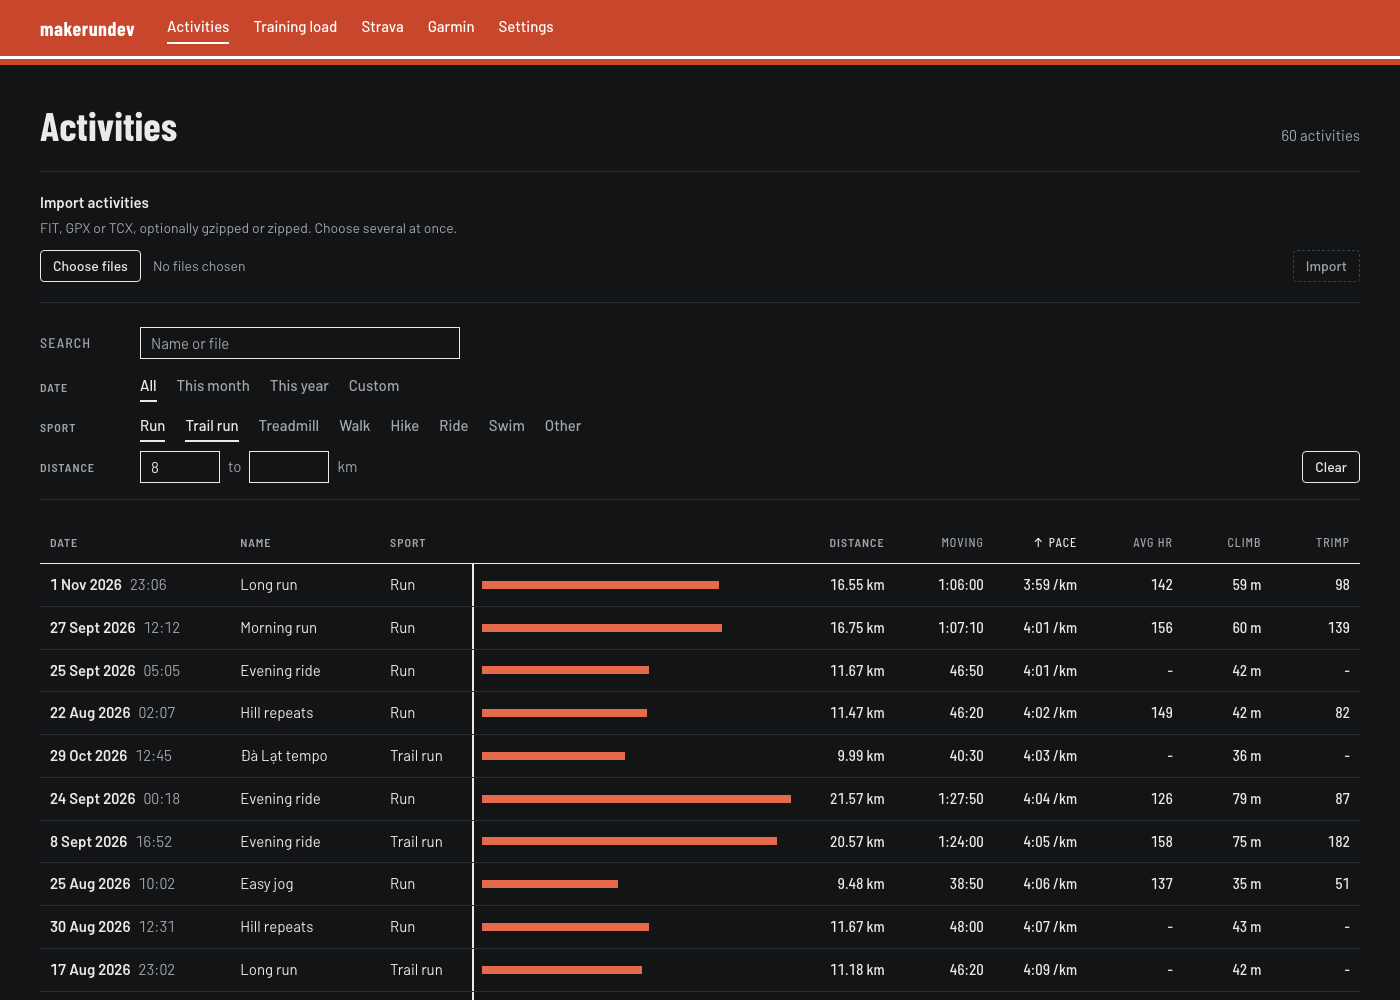 makerundev Activities Training load Strava Garmin Settings
Activities
60 activities
Import activities
FIT, GPX or TCX, optionally gzipped or zipped. Choose several at once.
Choose files No files chosen Import
SEARCH Name or file
DATE All This month This year Custom
SPORT Run Trail run Treadmill Walk Hike Ride Swim Other
DISTANCE 8 to km Clear
DATE NAME SPORT DISTANCE MOVING ↑ PACE AVG HR CLIMB TRIMP
1 Nov 2026 23:06 Long run Run 16.55 km 1:06:00 3:59 /km 142 59 m 98
27 Sept 2026 12:12 Morning run Run 16.75 km 1:07:10 4:01 /km 156 60 m 139
25 Sept 2026 05:05 Evening ride Run 11.67 km 46:50 4:01 /km - 42 m -
22 Aug 2026 02:07 Hill repeats Run 11.47 km 46:20 4:02 /km 149 42 m 82
29 Oct 2026 12:45 Đà Lạt tempo Trail run 9.99 km 40:30 4:03 /km - 36 m -
24 Sept 2026 00:18 Evening ride Run 21.57 km 1:27:50 4:04 /km 126 79 m 87
8 Sept 2026 16:52 Evening ride Trail run 20.57 km 1:24:00 4:05 /km 158 75 m 182
25 Aug 2026 10:02 Easy jog Run 9.48 km 38:50 4:06 /km 137 35 m 51
30 Aug 2026 12:31 Hill repeats Run 11.67 km 48:00 4:07 /km - 43 m -
17 Aug 2026 23:02 Long run Trail run 11.18 km 46:20 4:09 /km - 42 m -